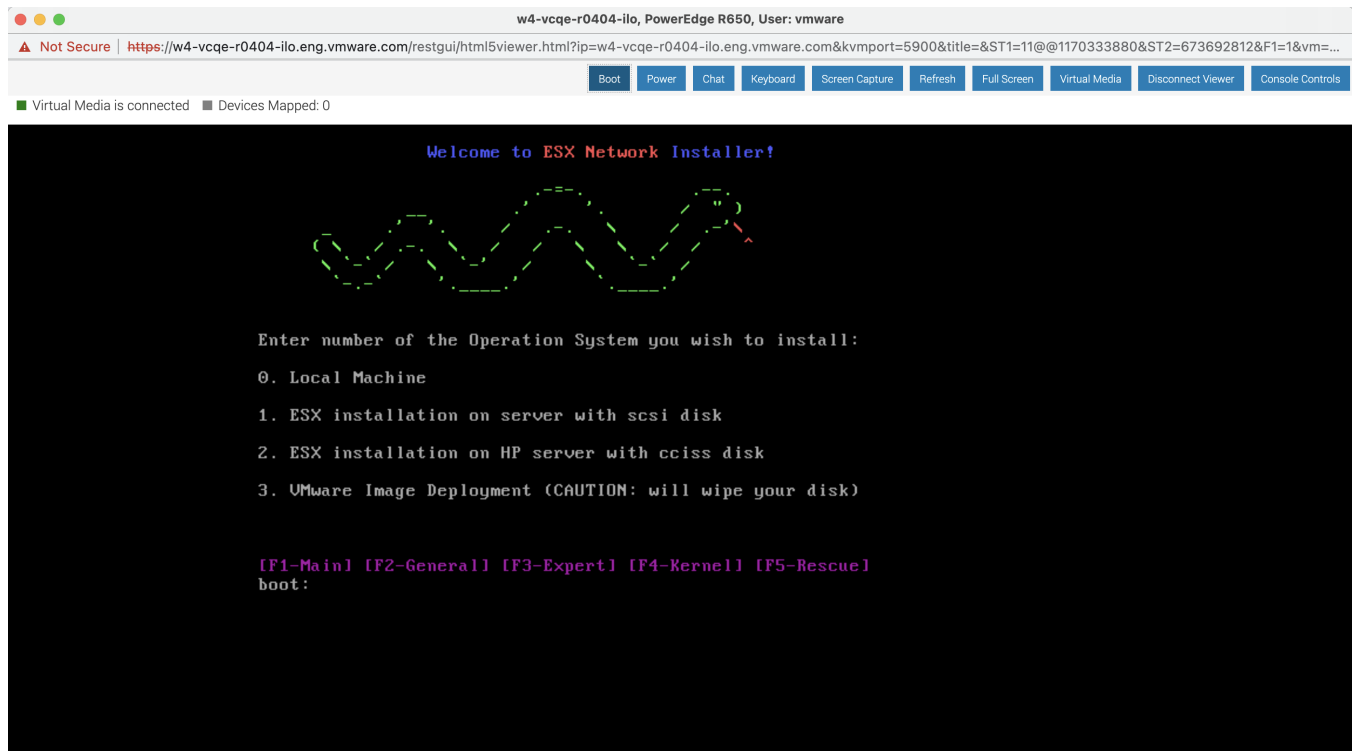 w4-vcqe-r0404-ilo, PowerEdge R650, User: vmware
Not Secure | https://w4-vcqe-r0404-ilo.eng.vmware.com/restgui/html5viewer.html?ip=w4-vcqe-r0404-ilo.eng.vmware.com&kvmport=5900&title=&ST1=11@@1170333880&ST2=673692812&F1=1&vm=...
Boot Power Chat Keyboard Screen Capture Refresh Full Screen Virtual Media Disconnect Viewer Console Controls
Virtual Media is connected Devices Mapped: 0
Welcome to ESX Network Installer!
Enter number of the Operation System you wish to install:
0. Local Machine
1. ESX installation on server with scsi disk
2. ESX installation on HP server with cciss disk
3. VMware Image Deployment (CAUTION: will wipe your disk)
[F1-Main] [F2-General] [F3-Expert] [F4-Kernel] [F5-Rescue]
boot: